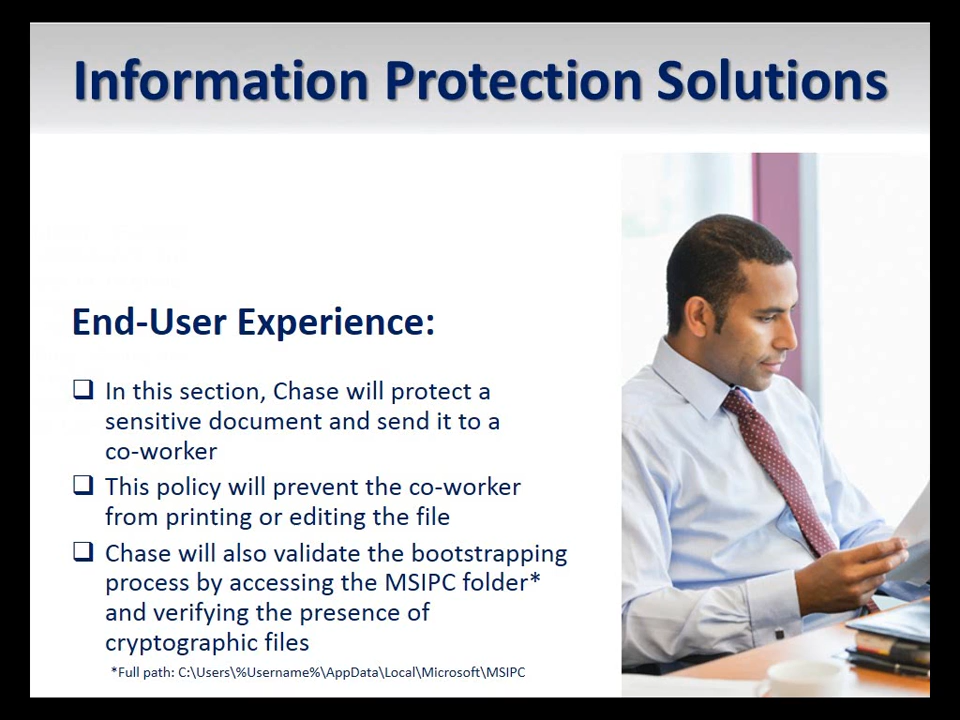 Information Protection Solutions
End-User Experience:
In this section, Chase will protect a
sensitive document and send it to a
co-worker
This policy will prevent the co-worker
from printing or editing the file
Chase will also validate the bootstrapping
process by accessing the MSIPC folder*
and verifying the presence of
cryptographic files
*Full path: C:\Users\%Username%\AppData\Local\Microsoft\MSIPC